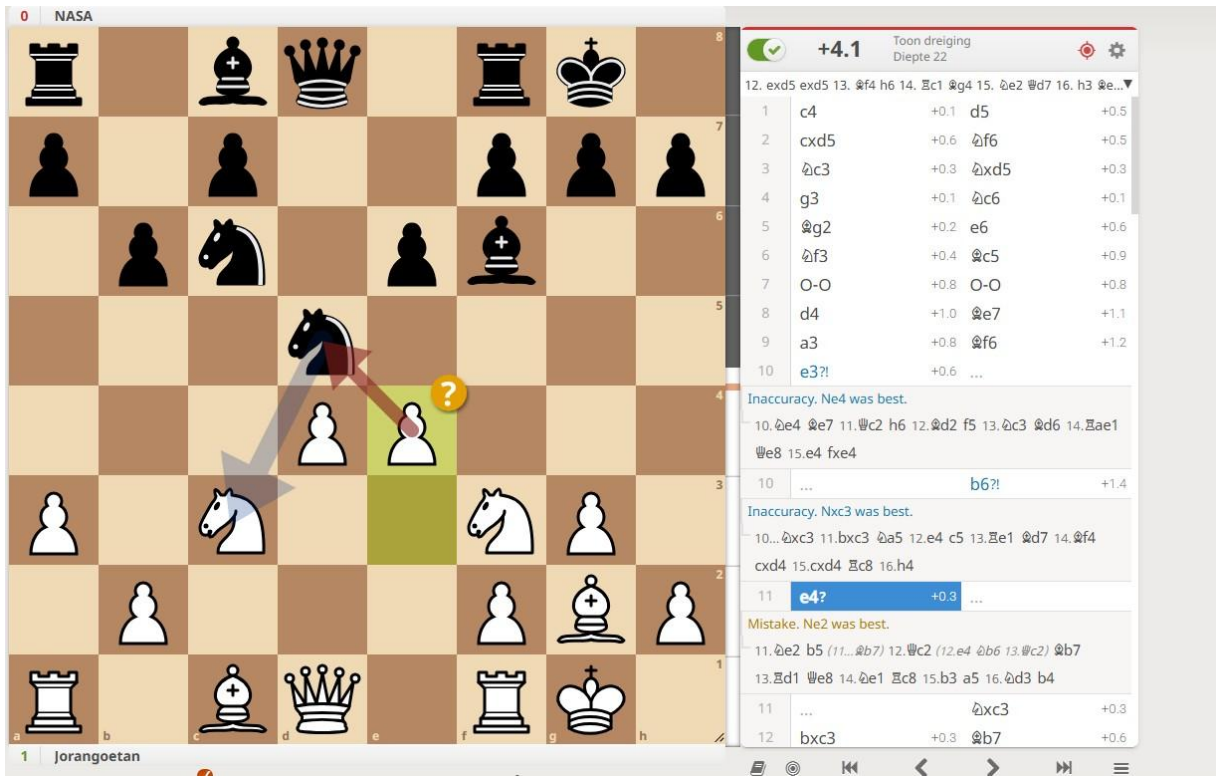 0 NASA
8
7
6
5
4
3
2
1
a b c d e f g h
?
1 Jorangoetan
+4.1 Toon dreiging
Diepte 22
12. exd5 exd5 13. ♗f4 h6 14. ♖c1 ♗g4 15. ♘e2 ♕d7 16. h3 ♗e...▼
1 c4 +0.1 d5 +0.5
2 cxd5 +0.6 ♘f6 +0.5
3 ♘c3 +0.3 ♘xd5 +0.3
4 g3 +0.1 ♘c6 +0.1
5 ♗g2 +0.2 e6 +0.6
6 ♘f3 +0.4 ♗c5 +0.9
7 O-O +0.8 O-O +0.8
8 d4 +1.0 ♗e7 +1.1
9 a3 +0.8 ♗f6 +1.2
10 e3?! +0.6 ...
Inaccuracy. Ne4 was best.
10.♘e4 ♗e7 11.♕c2 h6 12.♗d2 f5 13.♘c3 ♗d6 14.♖ae1
♕e8 15.e4 fxe4
10 ... b6?! +1.4
Inaccuracy. Nxc3 was best.
10...♘xc3 11.bxc3 ♘a5 12.e4 c5 13.♖e1 ♗d7 14.♗f4
cxd4 15.cxd4 ♖c8 16.h4
11 e4? +0.3 ...
Mistake. Ne2 was best.
11.♘e2 b5 (11...♗b7) 12.♕c2 (12.e4 ♘b6 13.♕c2) ♗b7
13.♖d1 ♕e8 14.♘e1 ♖c8 15.b3 a5 16.♘d3 b4
11 ... ♘xc3 +0.3
12 bxc3 +0.3 ♗b7 +0.6